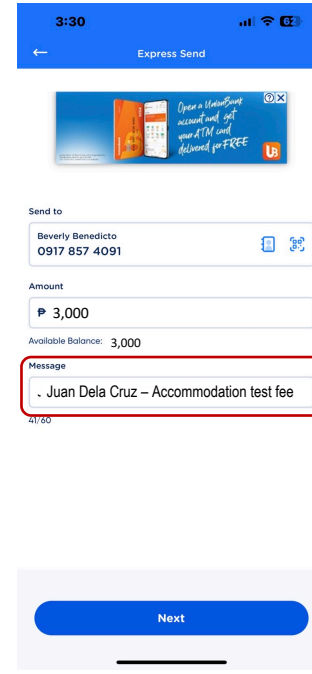 3:30
Express Send
Open a UnionBank
account and get
your ATM card
delivered for FREE
UB
Send to
Beverly Benedicto
0917 857 4091
Amount
₱ 3,000
Available Balance: 3,000
Message
. Juan Dela Cruz – Accommodation test fee
41/60
Next